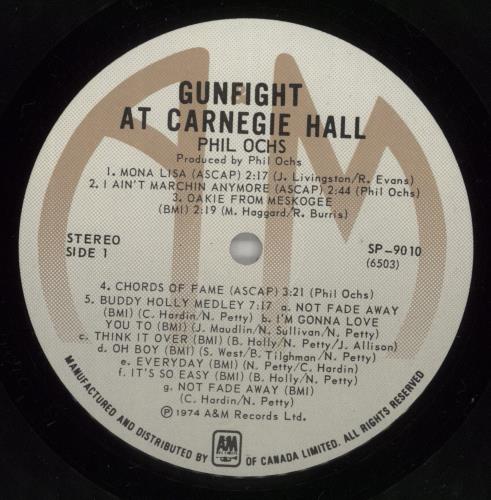 GUNFIGHT
AT CARNEGIE HALL
PHIL OCHS
Produced by Phil Ochs
1. MONA LISA (ASCAP) 2:17 (J. Livingston/R. Evans)
2. I AIN'T MARCHIN ANYMORE (ASCAP) 2:44 (Phil Ochs)
3. OAKIE FROM MESKOGEE
(BMI) 2:19 (M. Haggard/R. Burris)
STEREO
SIDE 1
SP-9010
(6503)
4. CHORDS OF FAME (ASCAP) 3:21 (Phil Ochs)
5. BUDDY HOLLY MEDLEY 7:17 a. NOT FADE AWAY
(BMI) (C. Hardin/N. Petty) b. I'M GONNA LOVE
YOU TO (BMI) (J. Maudlin/N. Sullivan/N. Petty)
c. THINK IT OVER (BMI) (B. Holly/N. Petty/J. Allison)
d. OH BOY (BMI) (S. West/B. Tilghman/N. Petty)
e. EVERYDAY (BMI) (N. Petty/C. Hardin)
f. IT'S SO EASY (BMI) (B. Holly/N. Petty)
g. NOT FADE AWAY (BMI)
(C. Hardin/N. Petty)
℗ 1974 A&M Records Ltd.
MANUFACTURED AND DISTRIBUTED BY A&M RECORDS OF CANADA LIMITED. ALL RIGHTS RESERVED